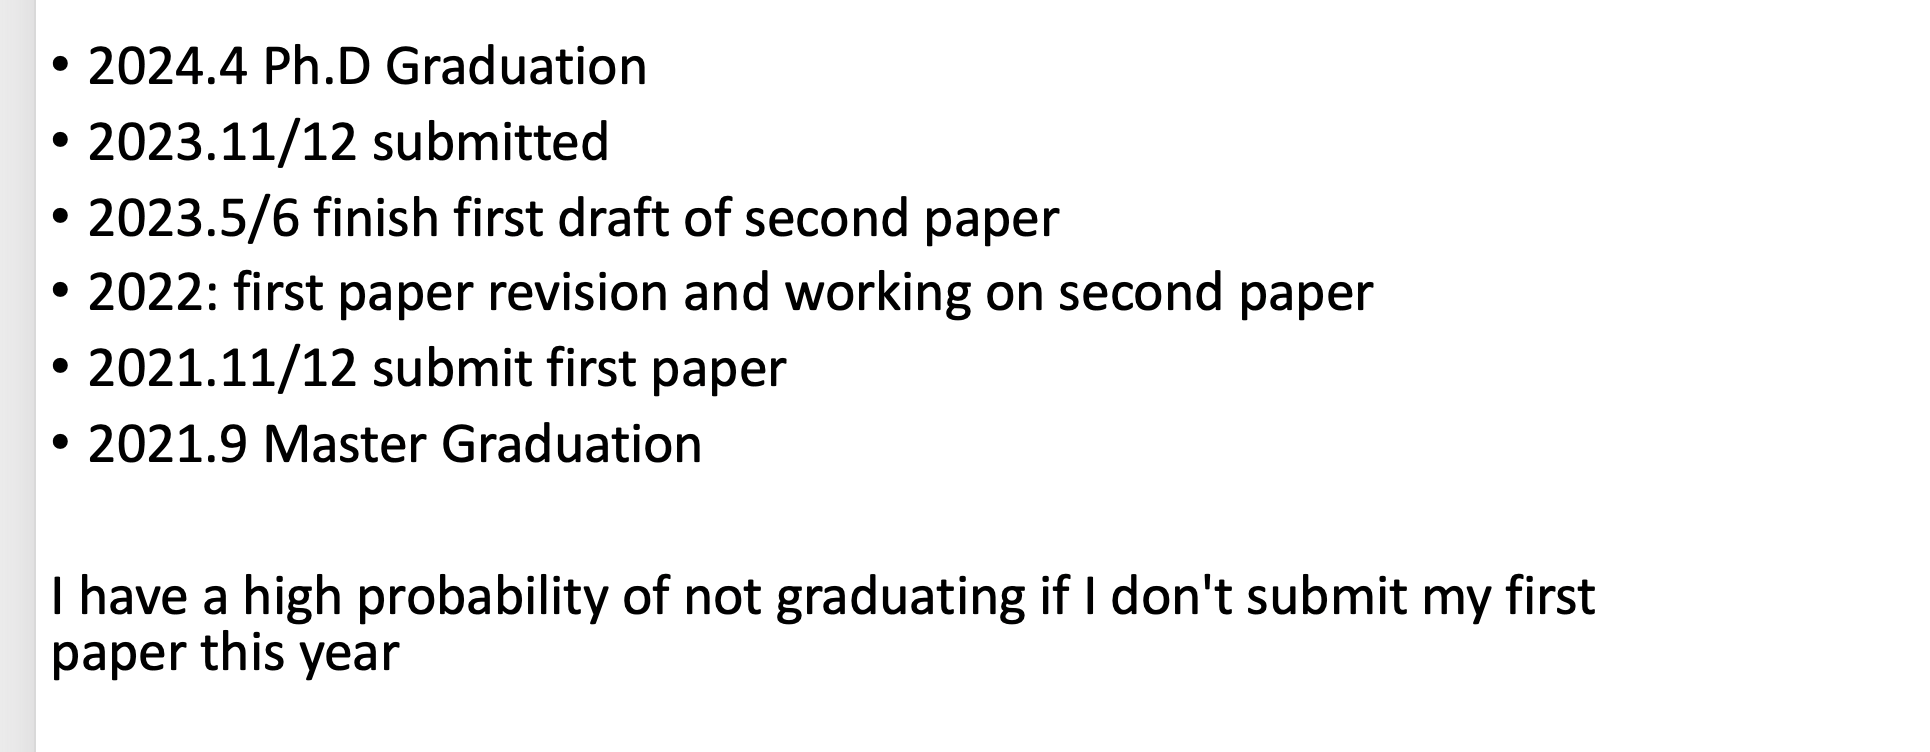 • 2024.4 Ph.D Graduation
• 2023.11/12 submitted
• 2023.5/6 finish first draft of second paper
• 2022: first paper revision and working on second paper
• 2021.11/12 submit first paper
• 2021.9 Master Graduation
I have a high probability of not graduating if I don't submit my first
paper this year